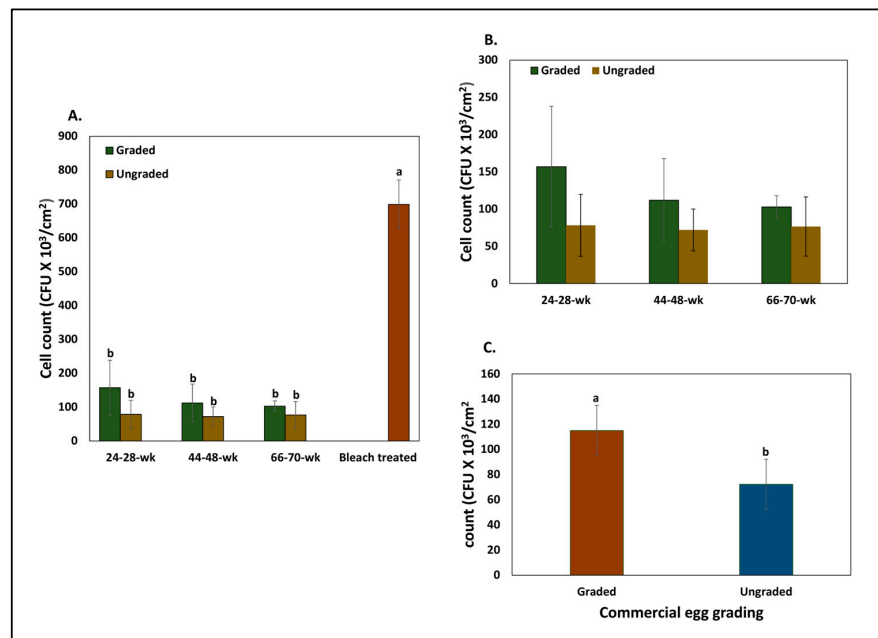 A.
Cell count (CFU X 10³/cm²)
900
800
700
600
500
400
300
200
100
0
Graded
Ungraded
b
b
b
b
b
b
a
24-28-wk
44-48-wk
66-70-wk
Bleach treated
B.
Cell count (CFU X 10³/cm²)
300
250
200
150
100
50
0
Graded
Ungraded
24-28-wk
44-48-wk
66-70-wk
C.
count (CFU X 10³/cm²
160
140
120
100
80
60
40
20
0
a
b
Graded
Ungraded
Commercial egg grading